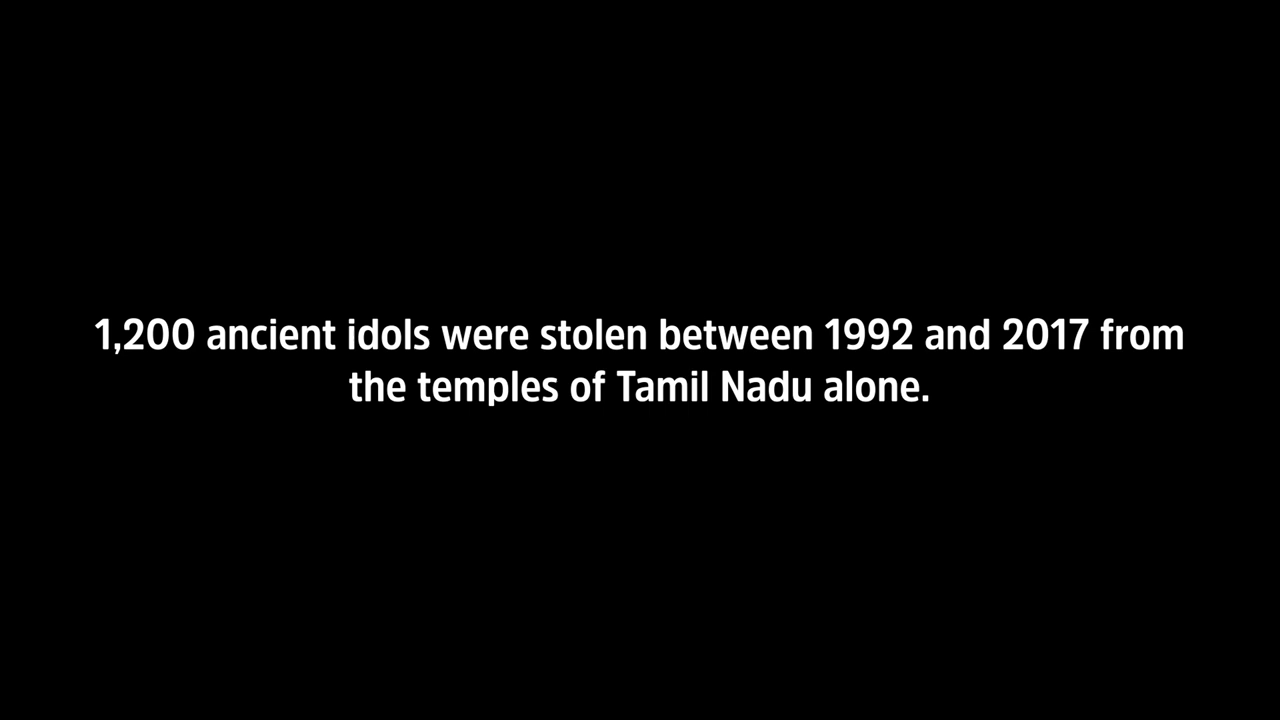 1,200 ancient idols were stolen between 1992 and 2017 from
the temples of Tamil Nadu alone.